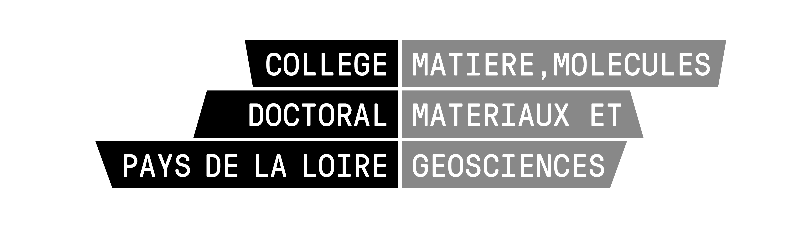 COLLEGE MATIERE,MOLECULES
DOCTORAL MATERIAUX ET
PAYS DE LA LOIRE GEOSCIENCES